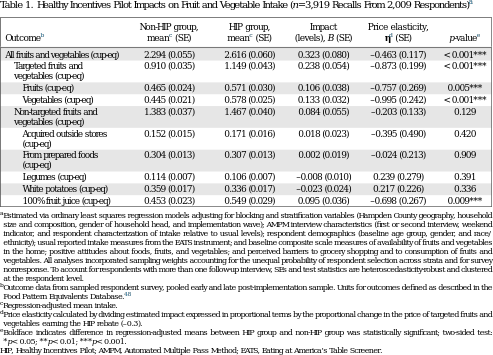 Table 1. Healthy Incentives Pilot Impacts on Fruit and Vegetable Intake (n=3,919 Recalls From 2,009 Respondents)a
Outcomeb Non-HIP group, meanc (SE) HIP group, meanc (SE) Impact (levels), B (SE) Price elasticity, ηd (SE) p-valuee
All fruits and vegetables (cup-eq) 2.294 (0.055) 2.616 (0.060) 0.323 (0.080) –0.463 (0.117) <0.001***
Targeted fruits and vegetables (cup-eq) 0.910 (0.035) 1.149 (0.043) 0.238 (0.054) –0.873 (0.199) <0.001***
Fruits (cup-eq) 0.465 (0.024) 0.571 (0.030) 0.106 (0.038) –0.757 (0.269) 0.005***
Vegetables (cup-eq) 0.445 (0.021) 0.578 (0.025) 0.133 (0.032) –0.995 (0.242) <0.001***
Non-targeted fruits and vegetables (cup-eq) 1.383 (0.037) 1.467 (0.040) 0.084 (0.055) –0.203 (0.133) 0.129
Acquired outside stores (cup-eq) 0.152 (0.015) 0.171 (0.016) 0.018 (0.023) –0.395 (0.490) 0.420
From prepared foods (cup-eq) 0.304 (0.013) 0.307 (0.013) 0.002 (0.019) –0.024 (0.213) 0.909
Legumes (cup-eq) 0.114 (0.007) 0.106 (0.007) –0.008 (0.010) 0.239 (0.279) 0.391
White potatoes (cup-eq) 0.359 (0.017) 0.336 (0.017) –0.023 (0.024) 0.217 (0.226) 0.336
100% fruit juice (cup-eq) 0.453 (0.023) 0.549 (0.029) 0.095 (0.036) –0.698 (0.267) 0.009***
aEstimated via ordinary least squares regression models adjusting for blocking and stratification variables (Hampden County geography, household
size and composition, gender of household head, and implementation wave); AMPM interview characteristics (first or second interview, weekend
indicator, and respondent characterization of intake relative to usual levels); respondent demographics (baseline age group, gender, and race/
ethnicity); usual reported intake measures from the EATS instrument; and baseline composite scale measures of availability of fruits and vegetables
in the home; positive attitudes about foods, fruits, and vegetables; and perceived barriers to grocery shopping and to consumption of fruits and
vegetables. All analyses incorporated sampling weights accounting for the unequal probability of respondent selection across strata and for survey
nonresponse. To account for respondents with more than one followup interview, SEs and test statistics are heteroscedasticity-robust and clustered
at the respondent level.
bOutcome data from sampled respondent survey, pooled early and late post-implementation sample. Units for outcomes defined as described in the
Food Pattern Equivalents Database.48
cRegression-adjusted mean intake.
dPrice elasticity calculated by dividing estimated impact expressed in proportional terms by the proportional change in the price of targeted fruits and
vegetables earning the HIP rebate (–0.3).
eBoldface indicates difference in regression-adjusted means between HIP group and non-HIP group was statistically significant; two-sided test:
*p<0.05; **p<0.01; ***p<0.001.
HIP, Healthy Incentives Pilot; AMPM, Automated Multiple Pass Method; EATS, Eating at America's Table Screener.